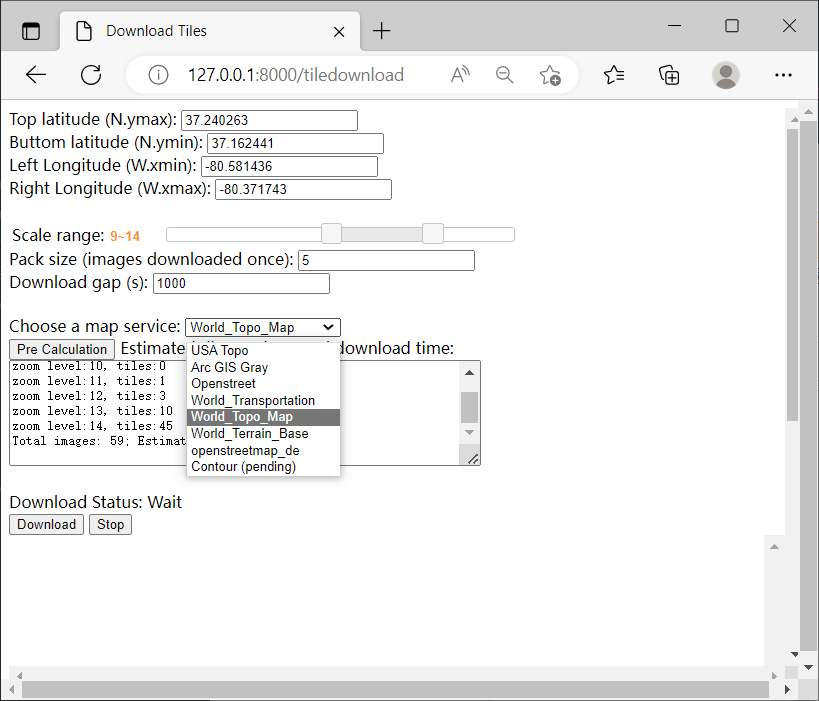 Download Tiles
127.0.0.1:8000/tiledownload
Top latitude (N.ymax): 37.240263
Buttom latitude (N.ymin): 37.162441
Left Longitude (W.xmin): -80.581436
Right Longitude (W.xmax): -80.371743
Scale range: 9~14
Pack size (images downloaded once): 5
Download gap (s): 1000
Choose a map service: World_Topo_Map
Pre Calculation Estimate download time:
USA Topo
Arc GIS Gray
Openstreet
World_Transportation
World_Topo_Map
World_Terrain_Base
openstreetmap_de
Contour (pending)
zoom level:10, tiles:0
zoom level:11, tiles:1
zoom level:12, tiles:3
zoom level:13, tiles:10
zoom level:14, tiles:45
Total images: 59; Estimat
Download Status: Wait
Download Stop